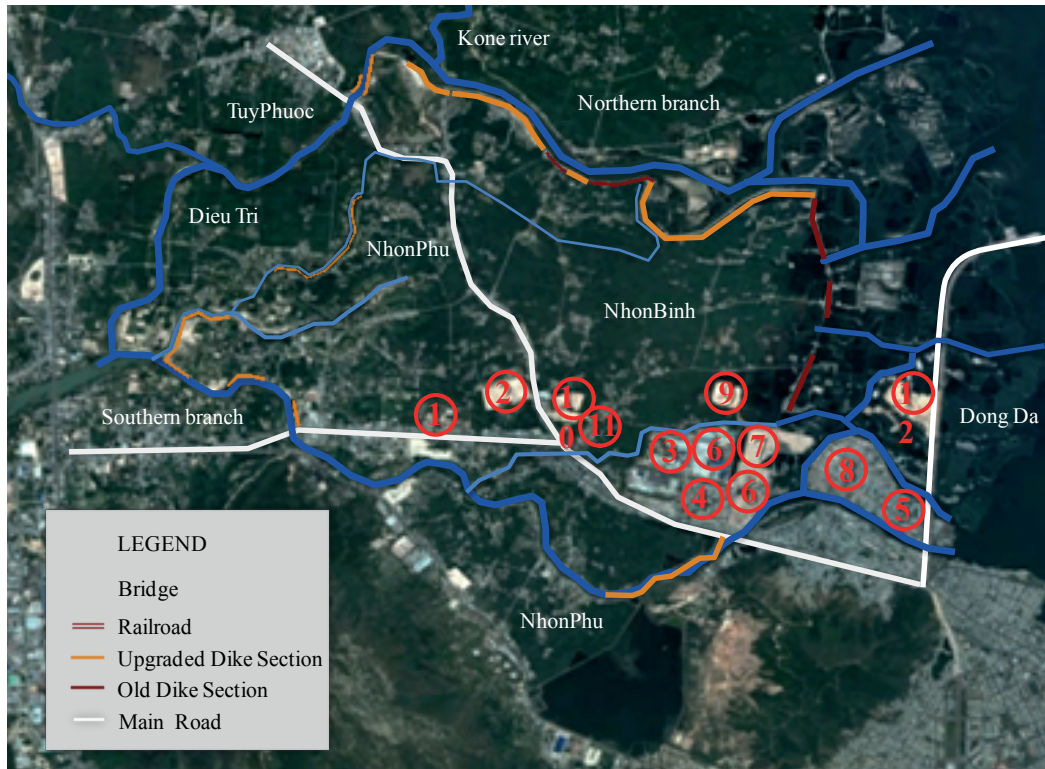 Kone river
Northern branch
TuyPhuoc
Dieu Tri
NhonPhu
NhonBinh
Southern branch
Dong Da
1
2
1
0
11
9
1
2
3
6
7
8
4
6
5
NhonPhu
LEGEND
Bridge
Railroad
Upgraded Dike Section
Old Dike Section
Main Road